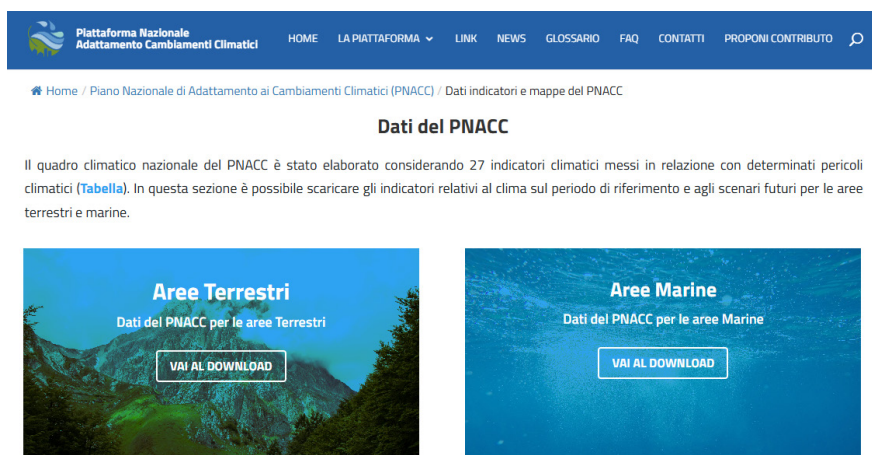 Piattaforma Nazionale
Adattamento Cambiamenti Climatici
HOME LA PIATTAFORMA LINK NEWS GLOSSARIO FAQ CONTATTI PROPONI CONTRIBUTO
Home / Piano Nazionale di Adattamento ai Cambiamenti Climatici (PNACC) / Dati indicatori e mappe del PNACC
Dati del PNACC
Il quadro climatico nazionale del PNACC è stato elaborato considerando 27 indicatori climatici messi in relazione con determinati pericoli
climatici (Tabella). In questa sezione è possibile scaricare gli indicatori relativi al clima sul periodo di riferimento e agli scenari futuri per le aree
terrestri e marine.
Aree Terrestri
Dati del PNACC per le aree Terrestri
VAI AL DOWNLOAD
Aree Marine
Dati del PNACC per le aree Marine
VAI AL DOWNLOAD